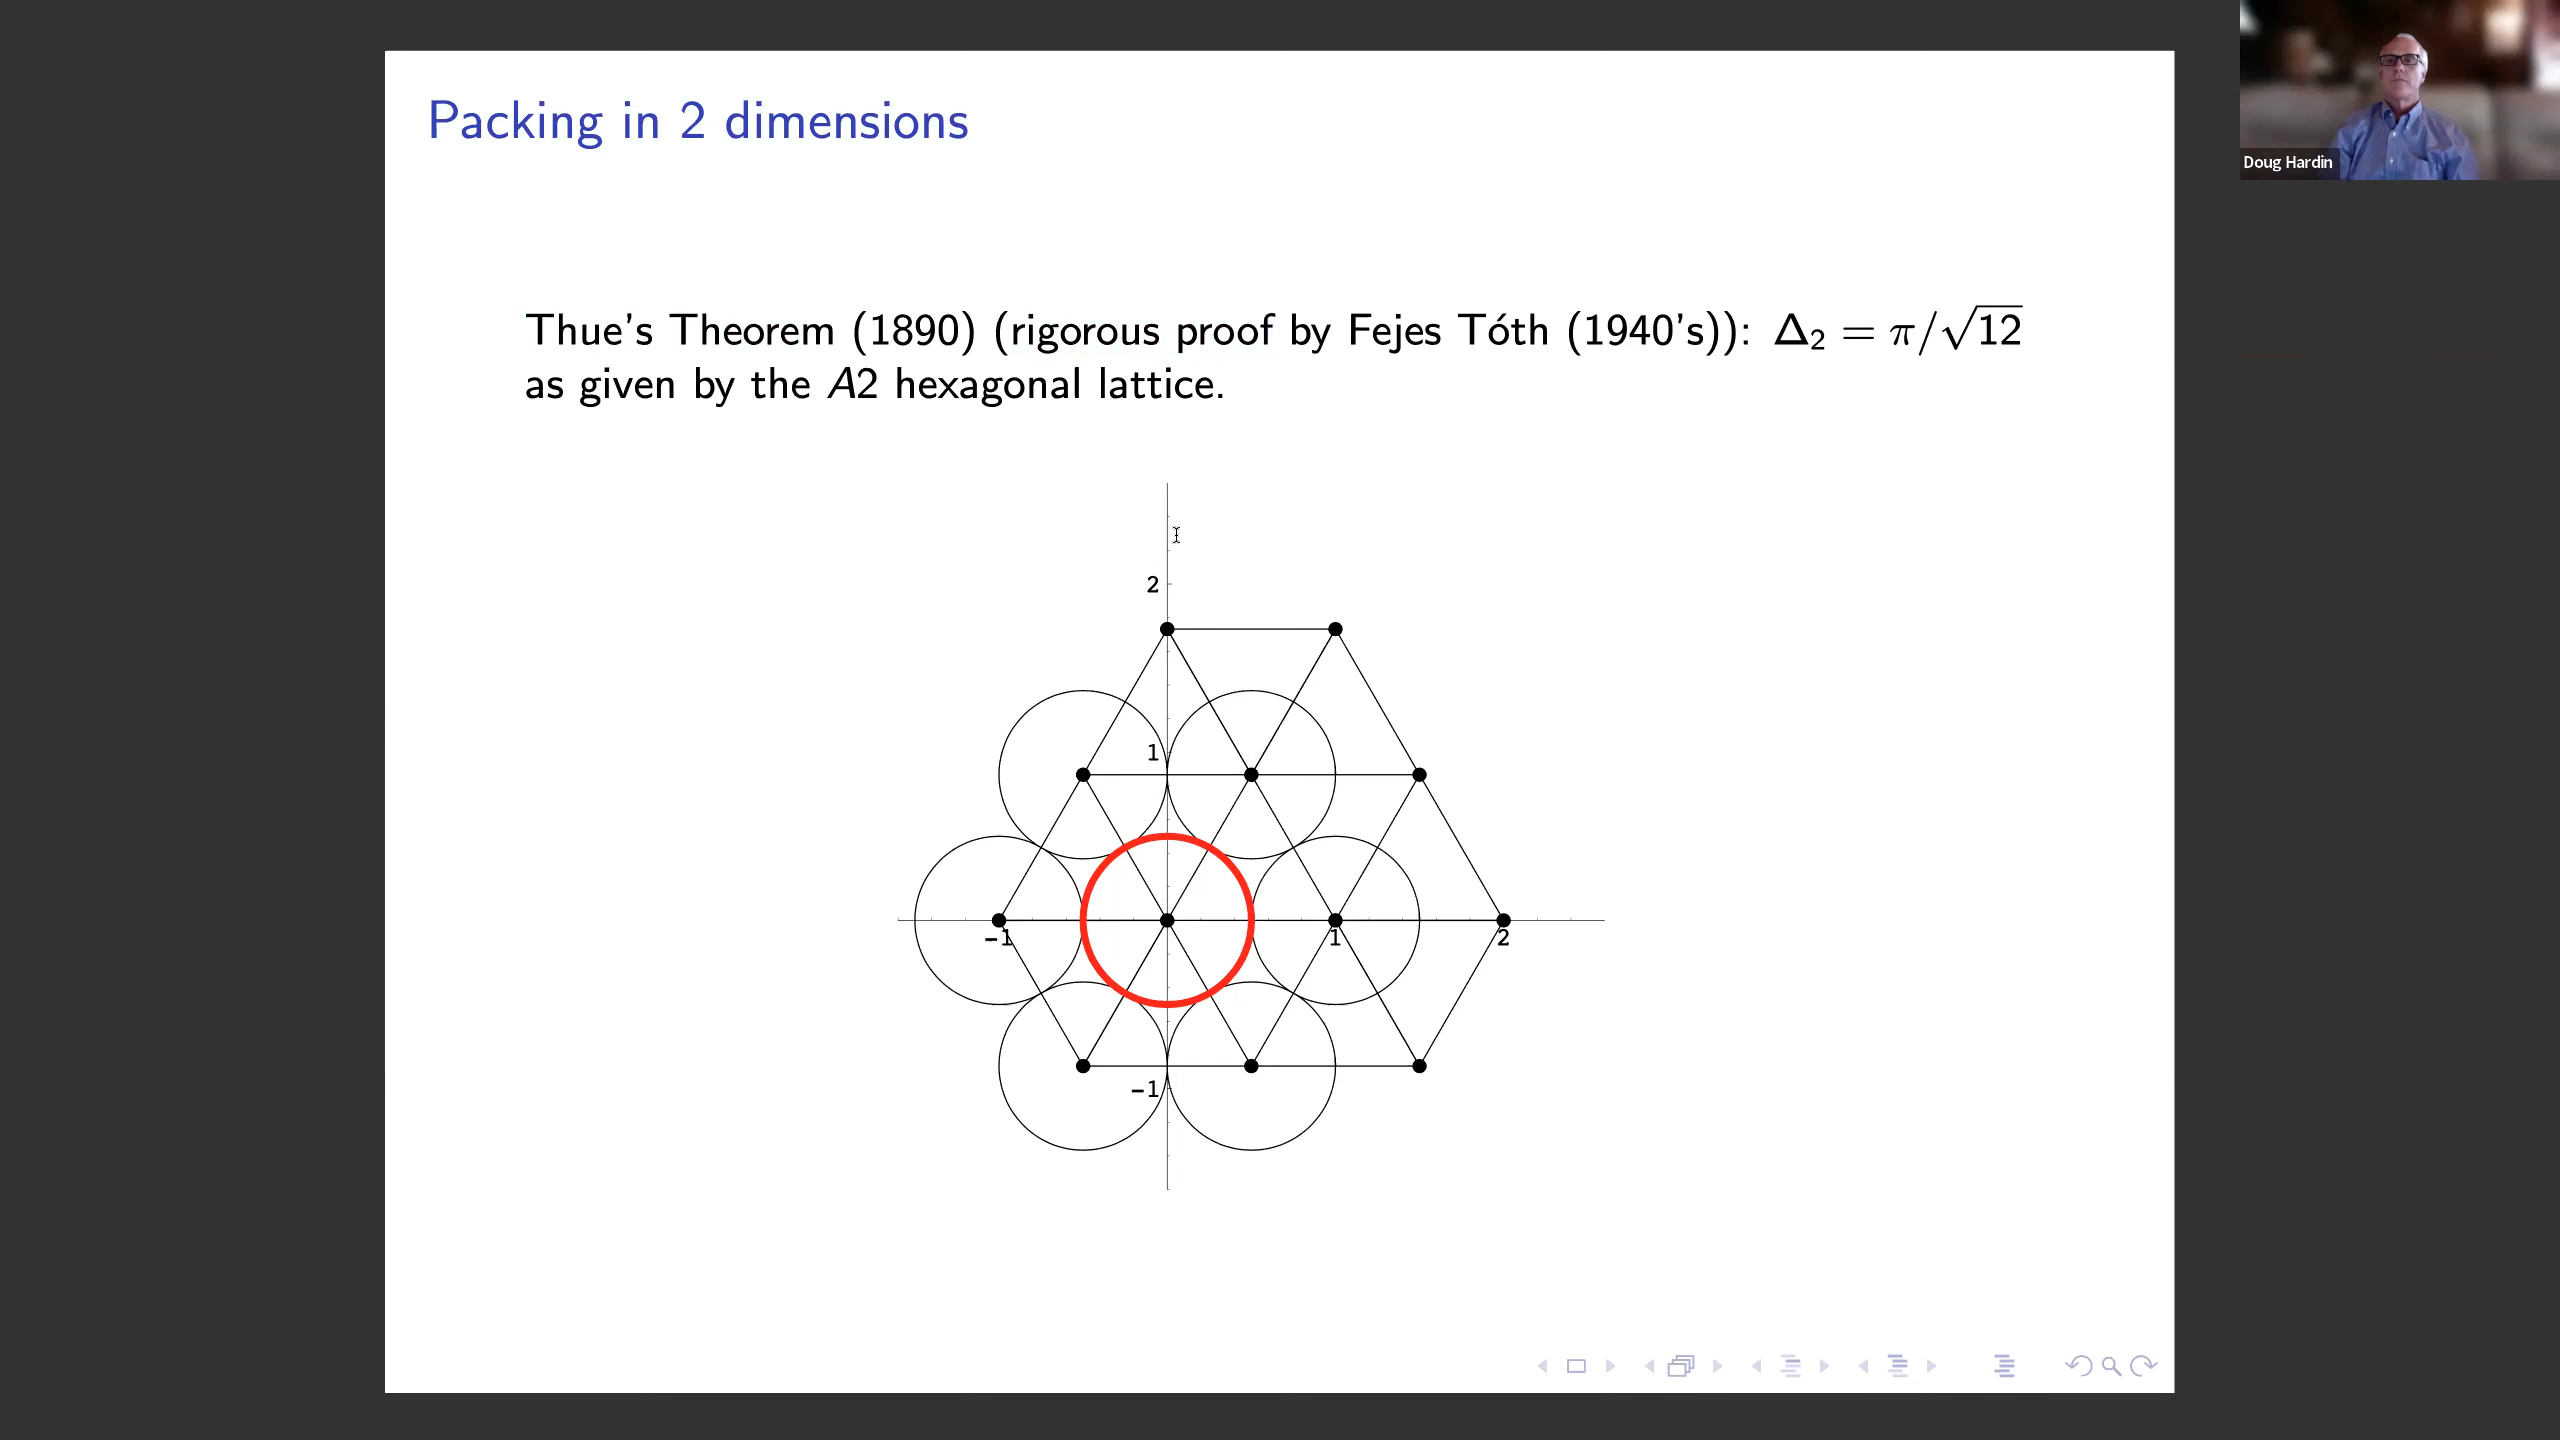 Packing in 2 dimensions
Doug Hardin
Thue's Theorem (1890) (rigorous proof by Fejes Tóth (1940's)): Δ₂ = π/√12
as given by the A2 hexagonal lattice.
2
1
-1
1
2
-1